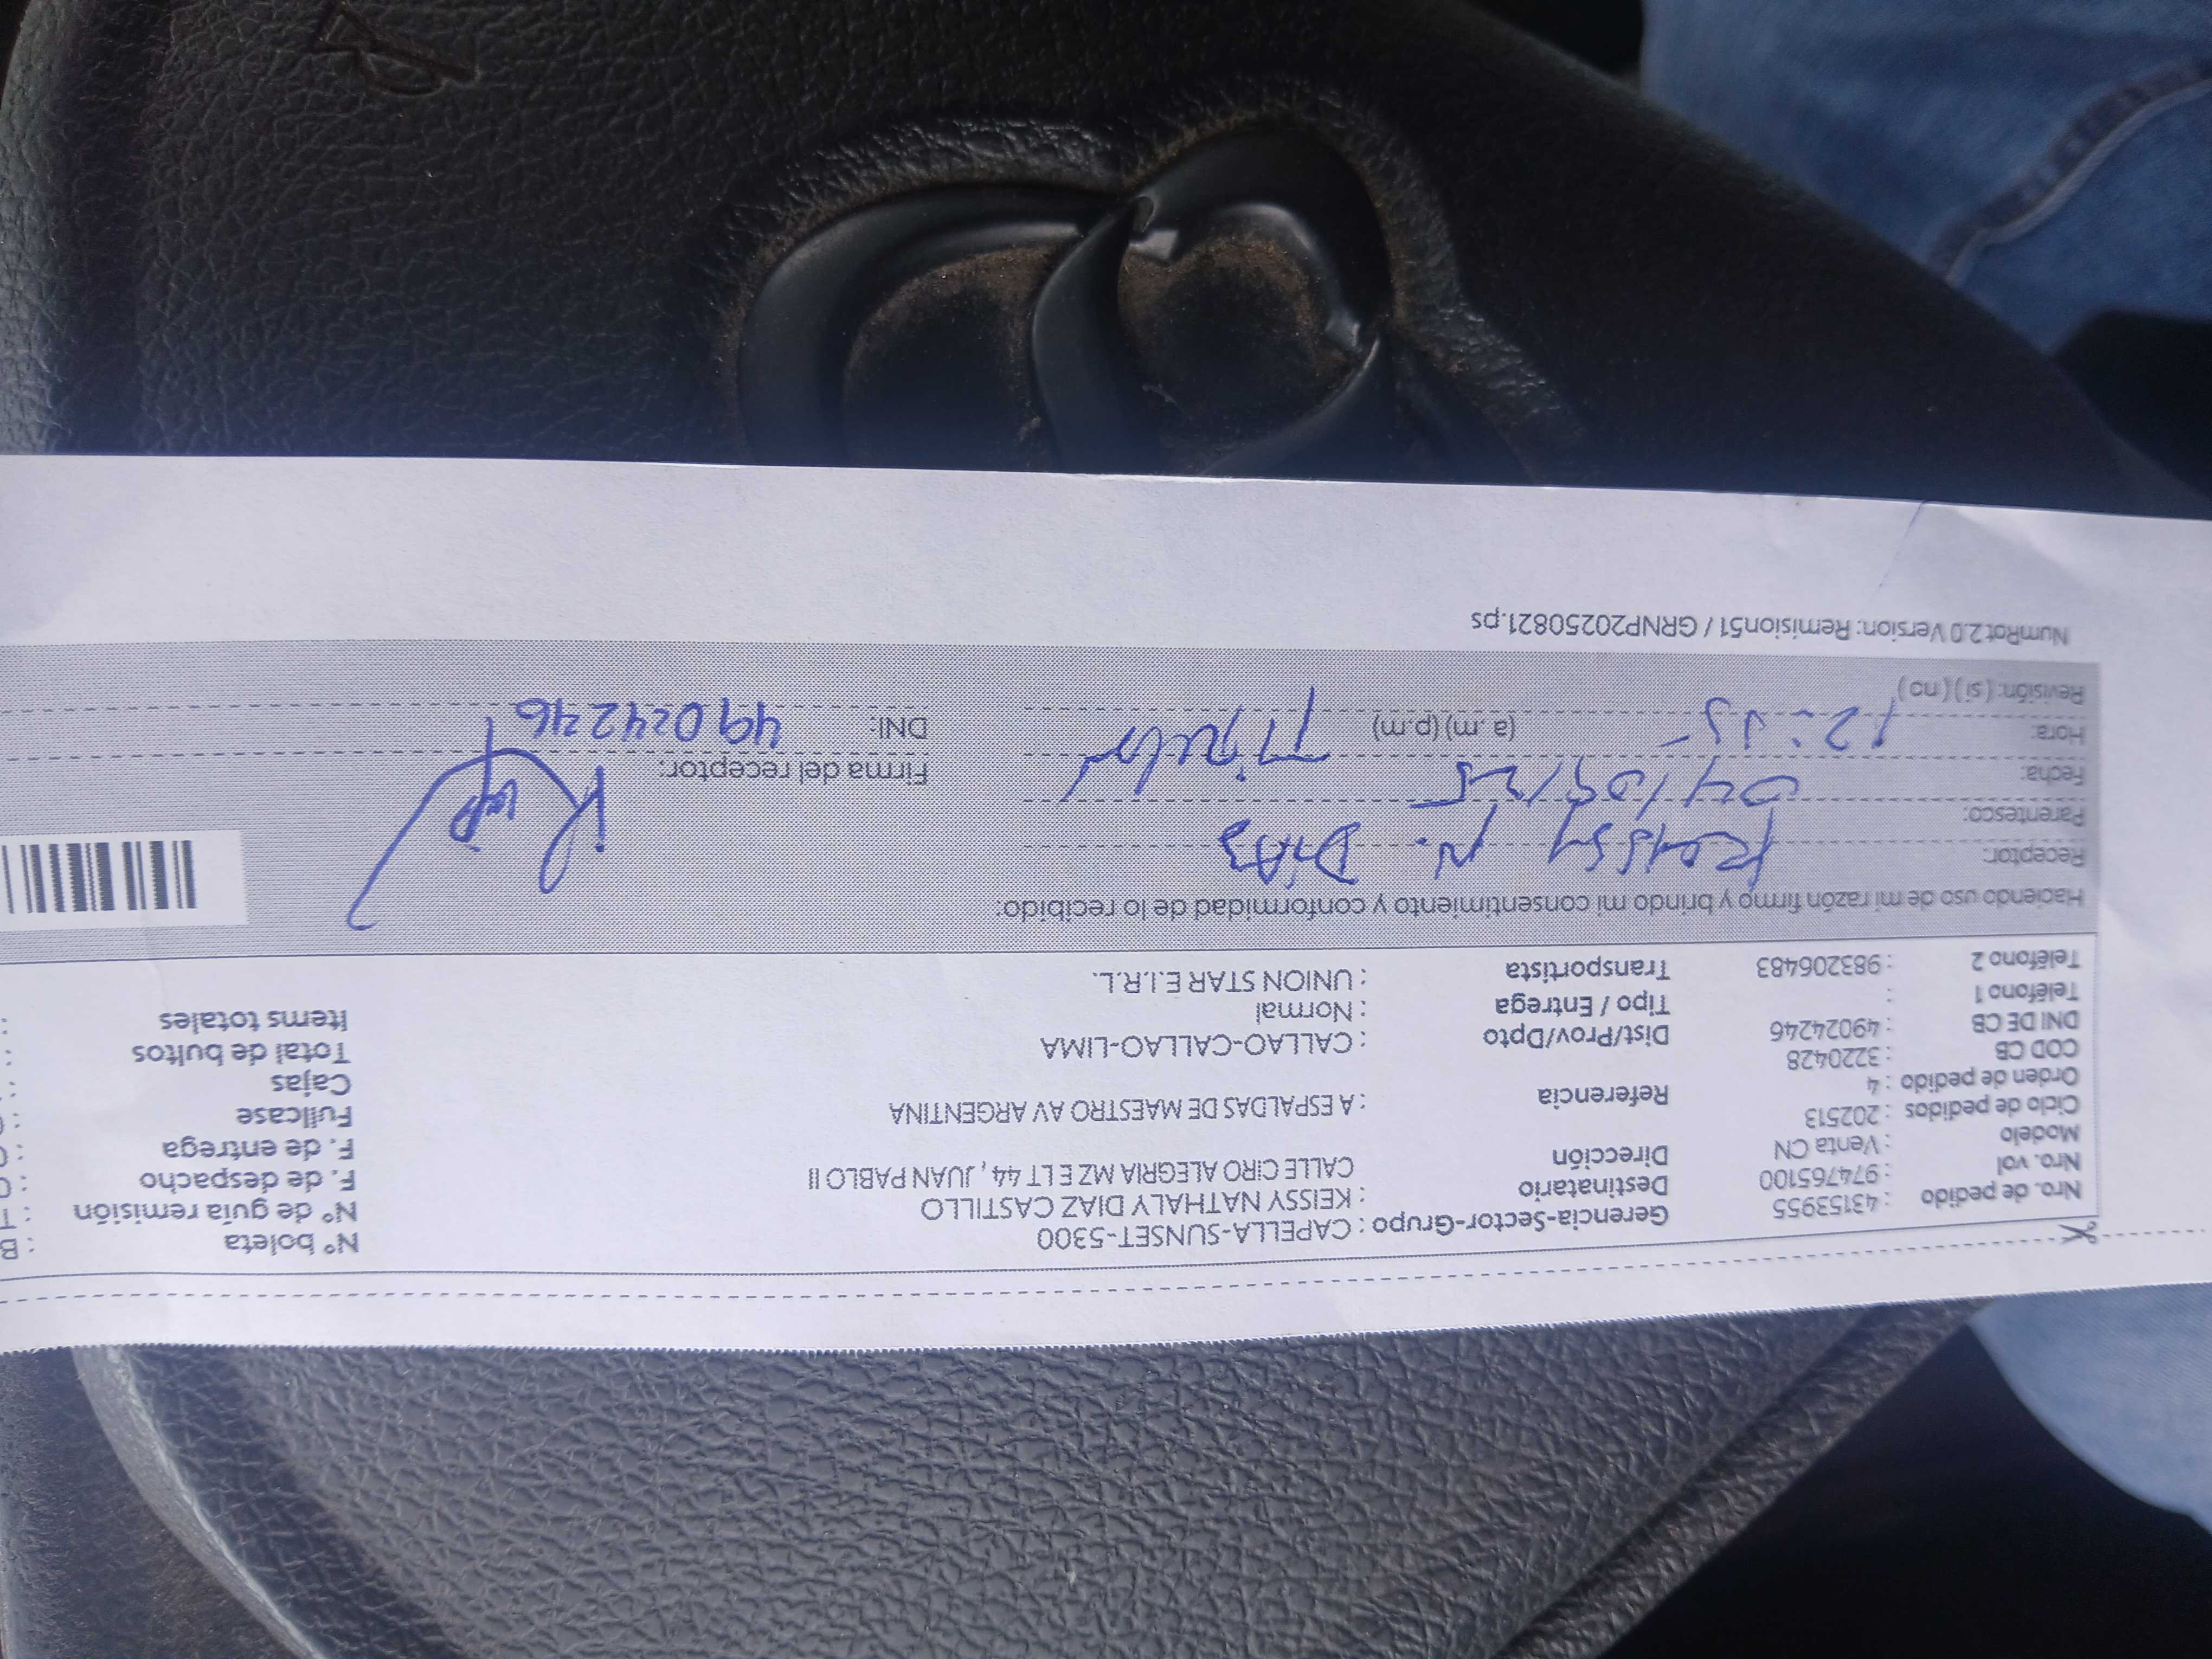 Nº boleta : B
Nº de guía remisión : T
F. de despacho
F. de entrega
Fullcase
Cajas :
Total de bultos :
Items totales :
Gerencia-Sector-Grupo : CAPELLA-SUNSET-5300
Destinatario : KEISSY NATHALY DIAZ CASTILLO
Dirección CALLE CIRO ALEGRIA MZ E LT 44 , JUAN PABLO II
Referencia : A ESPALDAS DE MAESTRO AV ARGENTINA
Dist/Prov/Dpto : CALLAO-CALLAO-LIMA
Tipo / Entrega : Normal
Transportista : UNION STAR E.I.R.L.
Nro. de pedido : 43153955
Nro. vol : 974765100
Modelo : Venta CN
Ciclo de pedidos : 202513
Orden de pedido : 4
COD CB : 3220428
DNI DE CB : 49024246
Teléfono 1 :
Teléfono 2 : 983206483
Haciendo uso de mi razón firmo y brindo mi consentimiento y conformidad de lo recibido:
Receptor: Keissy N. DIAZ
Parentesco: Titular
Fecha: 04/09/25
Hora: 12:15 (a .m) (p.m)
Revisión: ( si ) ( no )
Firma del receptor:
DNI: 49024246
NumRot 2.0 Version: Remision51 / GRNP20250821.ps